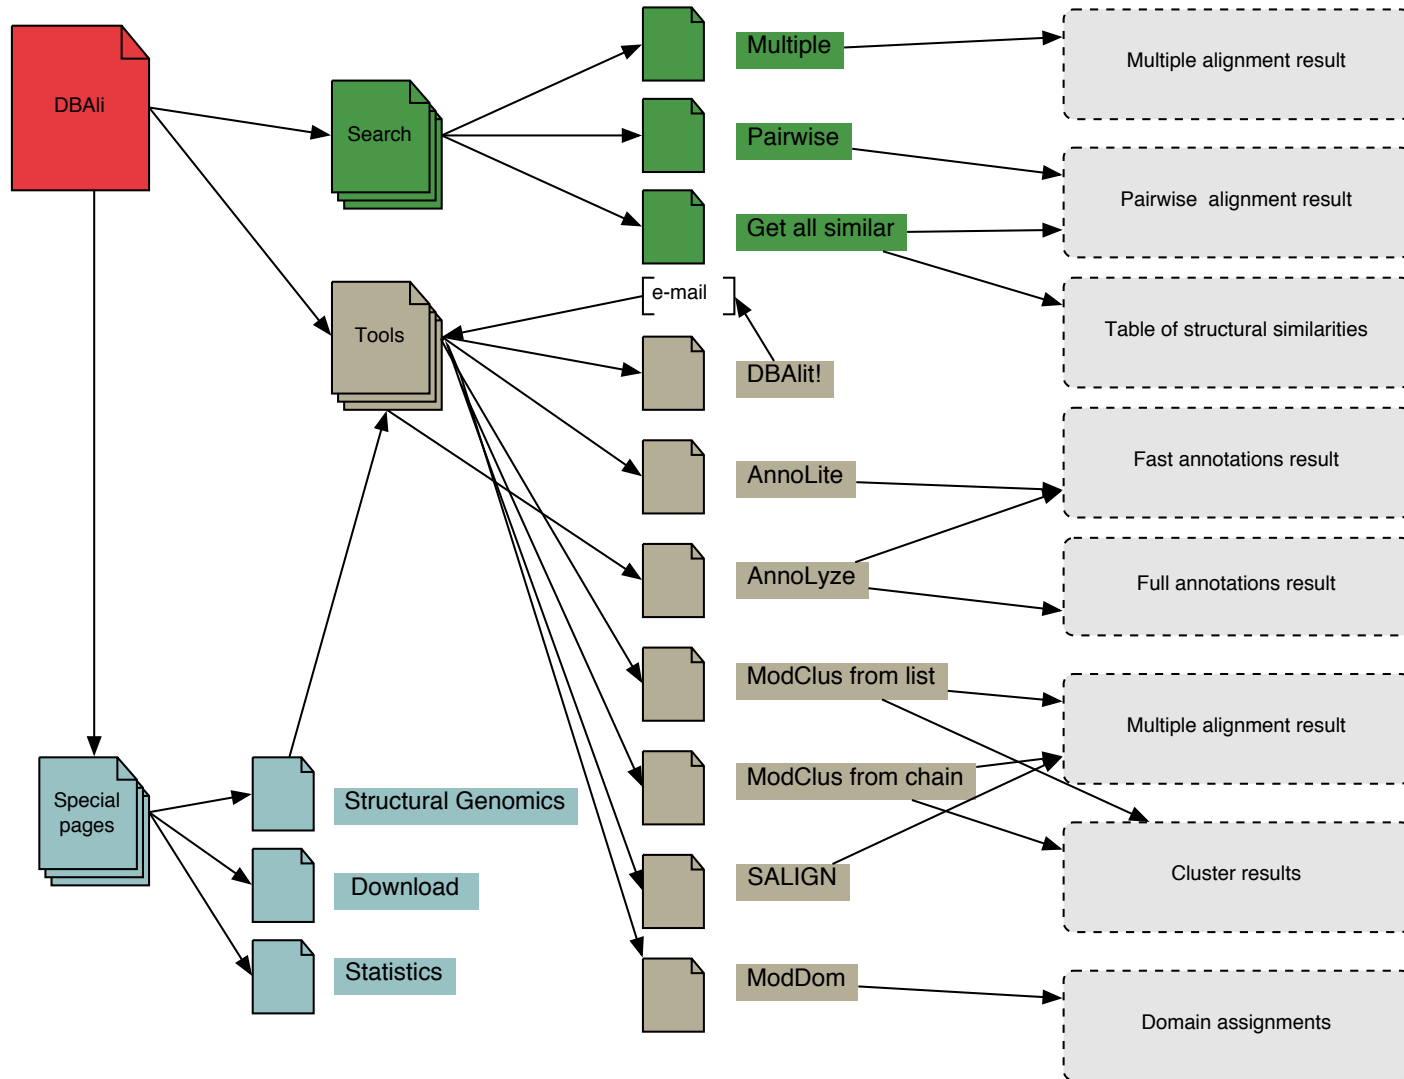 DBAli
Search
Multiple
Multiple alignment result
Pairwise
Pairwise alignment result
Get all similar
Table of structural similarities
e-mail
Tools
DBAlit!
AnnoLite
Fast annotations result
AnnoLyze
Full annotations result
ModClus from list
Multiple alignment result
ModClus from chain
Cluster results
SALIGN
ModDom
Domain assignments
Special
pages
Structural Genomics
Download
Statistics